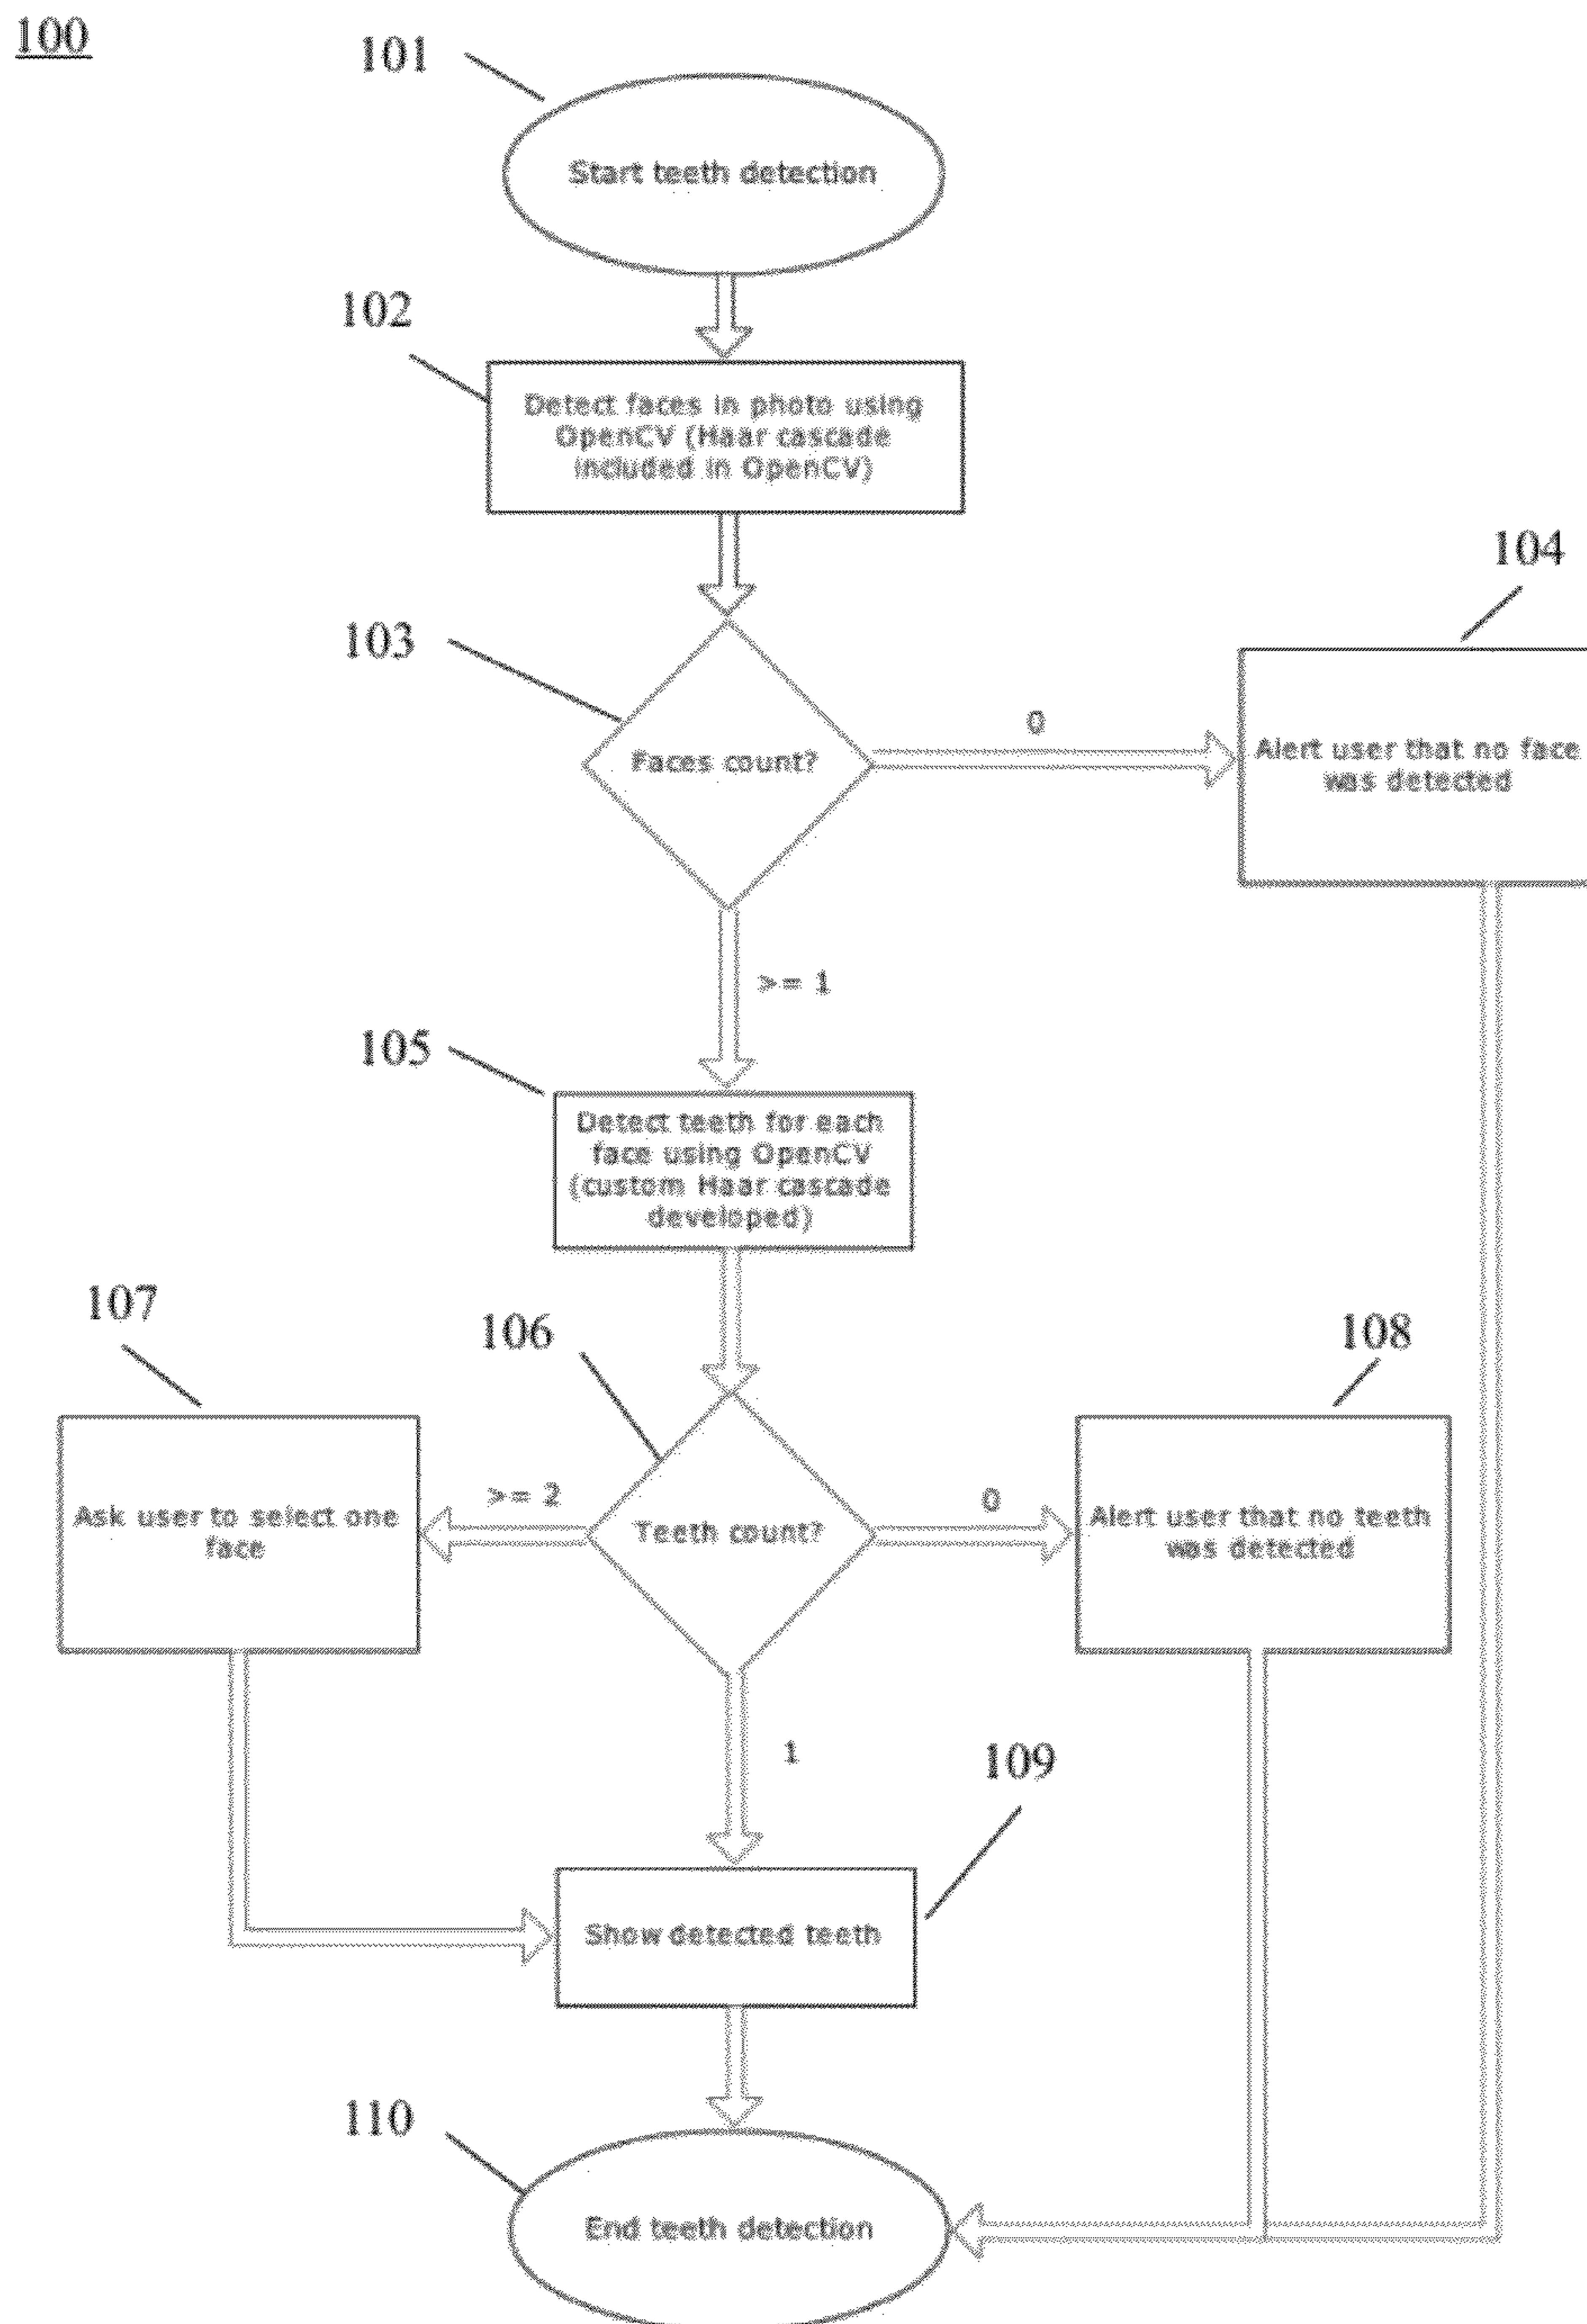 100
101
Start teeth detection
102
Detect faces in photo using
OpenCV (Haar cascade
included in OpenCV)
103
Faces count?
0
104
Alert user that no face
was detected
>= 1
105
Detect teeth for each
face using OpenCV
(custom Haar cascade
developed)
106
Teeth count?
107
>= 2
Ask user to select one
face
108
0
Alert user that no teeth
was detected
1
109
Show detected teeth
110
End teeth detection